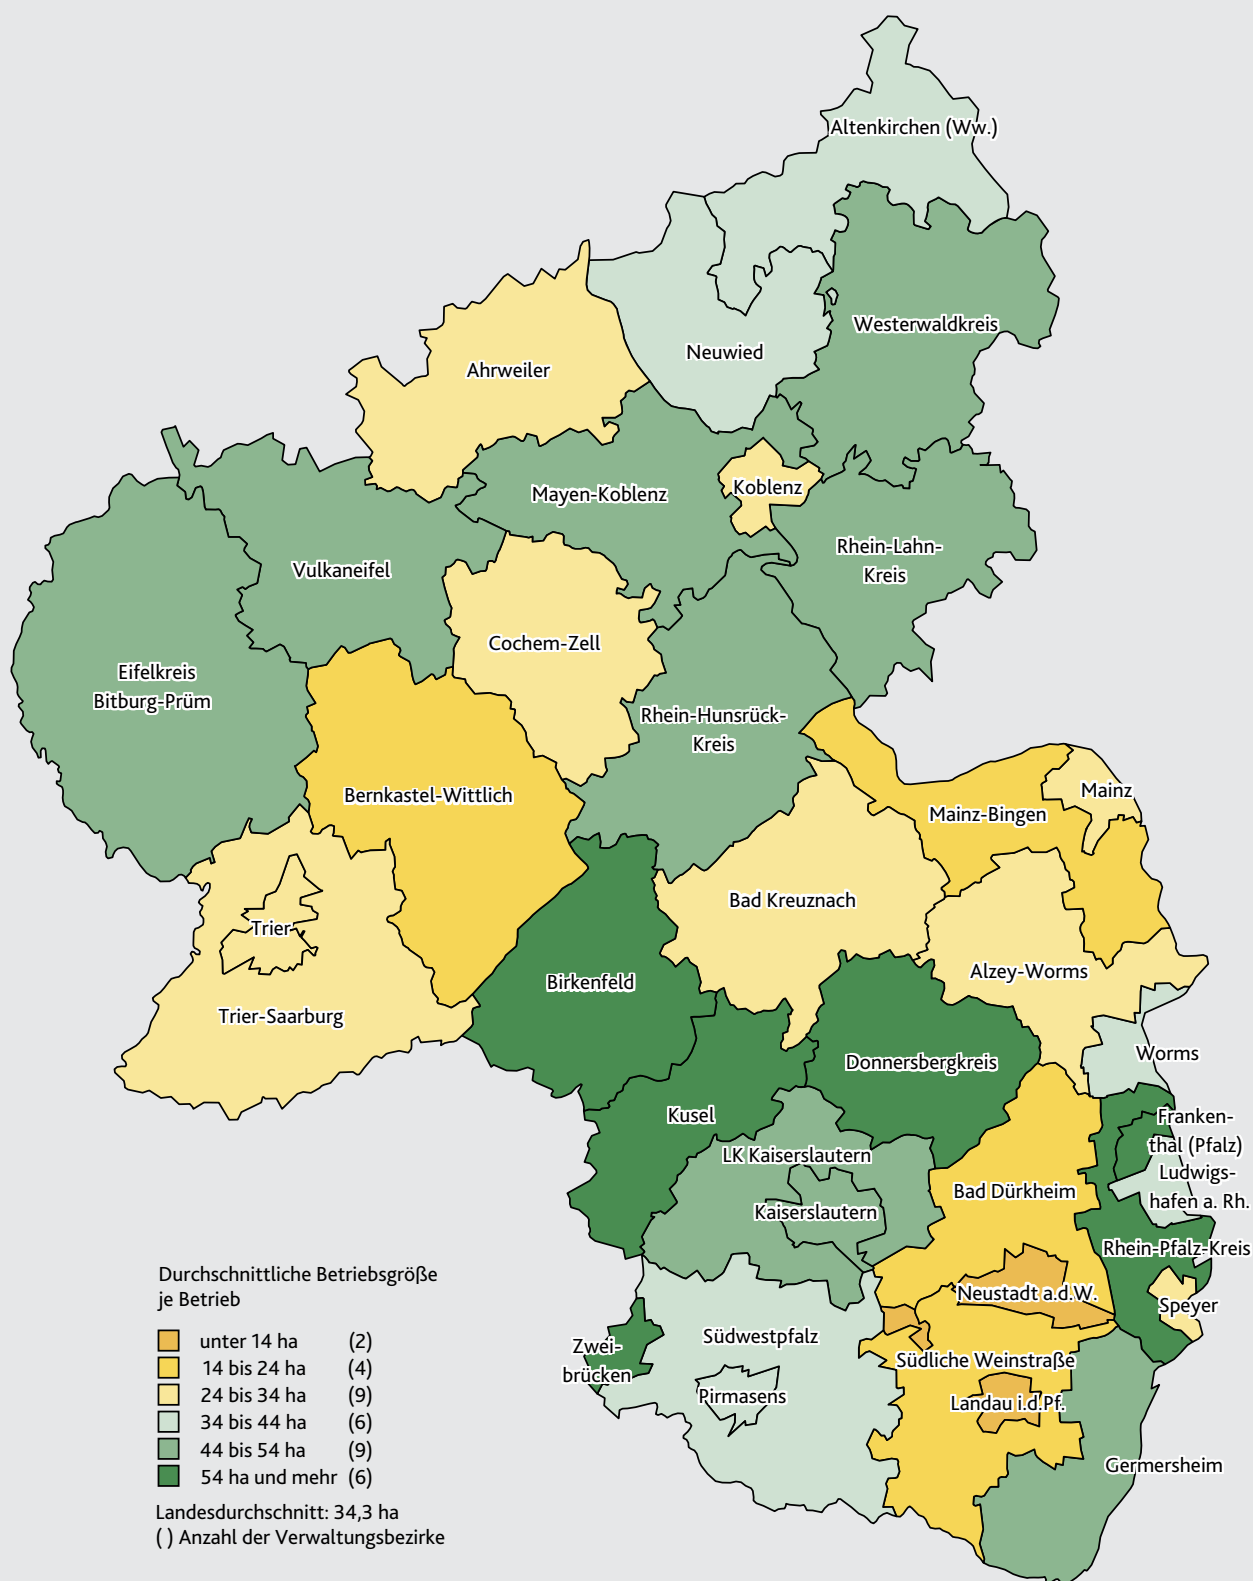 Altenkirchen (Ww.)
Westerwaldkreis
Neuwied
Ahrweiler
Koblenz
Mayen-Koblenz
Rhein-Lahn-
Kreis
Vulkaneifel
Cochem-Zell
Eifelkreis
Bitburg-Prüm
Rhein-Hunsrück-
Kreis
Bernkastel-Wittlich
Mainz
Mainz-Bingen
Bad Kreuznach
Trier
Alzey-Worms
Birkenfeld
Trier-Saarburg
Worms
Donnersbergkreis
Kusel
Franken-
thal (Pfalz)
LK Kaiserslautern
Ludwigs-
hafen a. Rh.
Bad Dürkheim
Kaiserslautern
Rhein-Pfalz-Kreis
Neustadt a.d.W.
Speyer
Südwestpfalz
Zwei-
brücken
Südliche Weinstraße
Pirmasens
Landau i.d.Pf.
Germersheim
Durchschnittliche Betriebsgröße
je Betrieb
unter 14 ha (2)
14 bis 24 ha (4)
24 bis 34 ha (9)
34 bis 44 ha (6)
44 bis 54 ha (9)
54 ha und mehr (6)
Landesdurchschnitt: 34,3 ha
( ) Anzahl der Verwaltungsbezirke